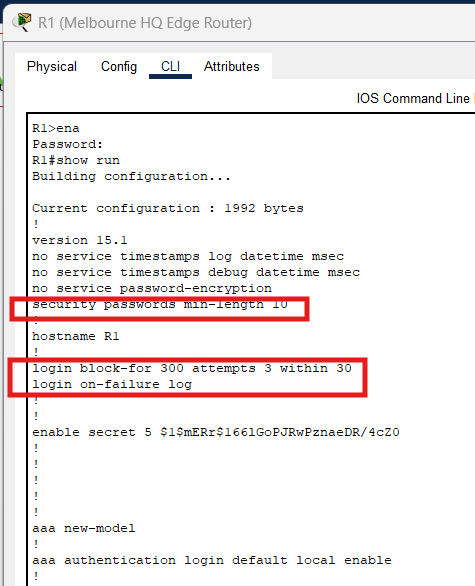 R1 (Melbourne HQ Edge Router)
Physical Config CLI Attributes
IOS Command Line
R1>ena
Password:
R1#show run
Building configuration...
Current configuration : 1992 bytes
!
version 15.1
no service timestamps log datetime msec
no service timestamps debug datetime msec
no service password-encryption
security passwords min-length 10
!
hostname R1
!
login block-for 300 attempts 3 within 30
login on-failure log
!
!
enable secret 5 $1$mERr$166lGoPJRwPznaeDR/4cZ0
!
!
!
!
!
aaa new-model
!
aaa authentication login default local enable
!